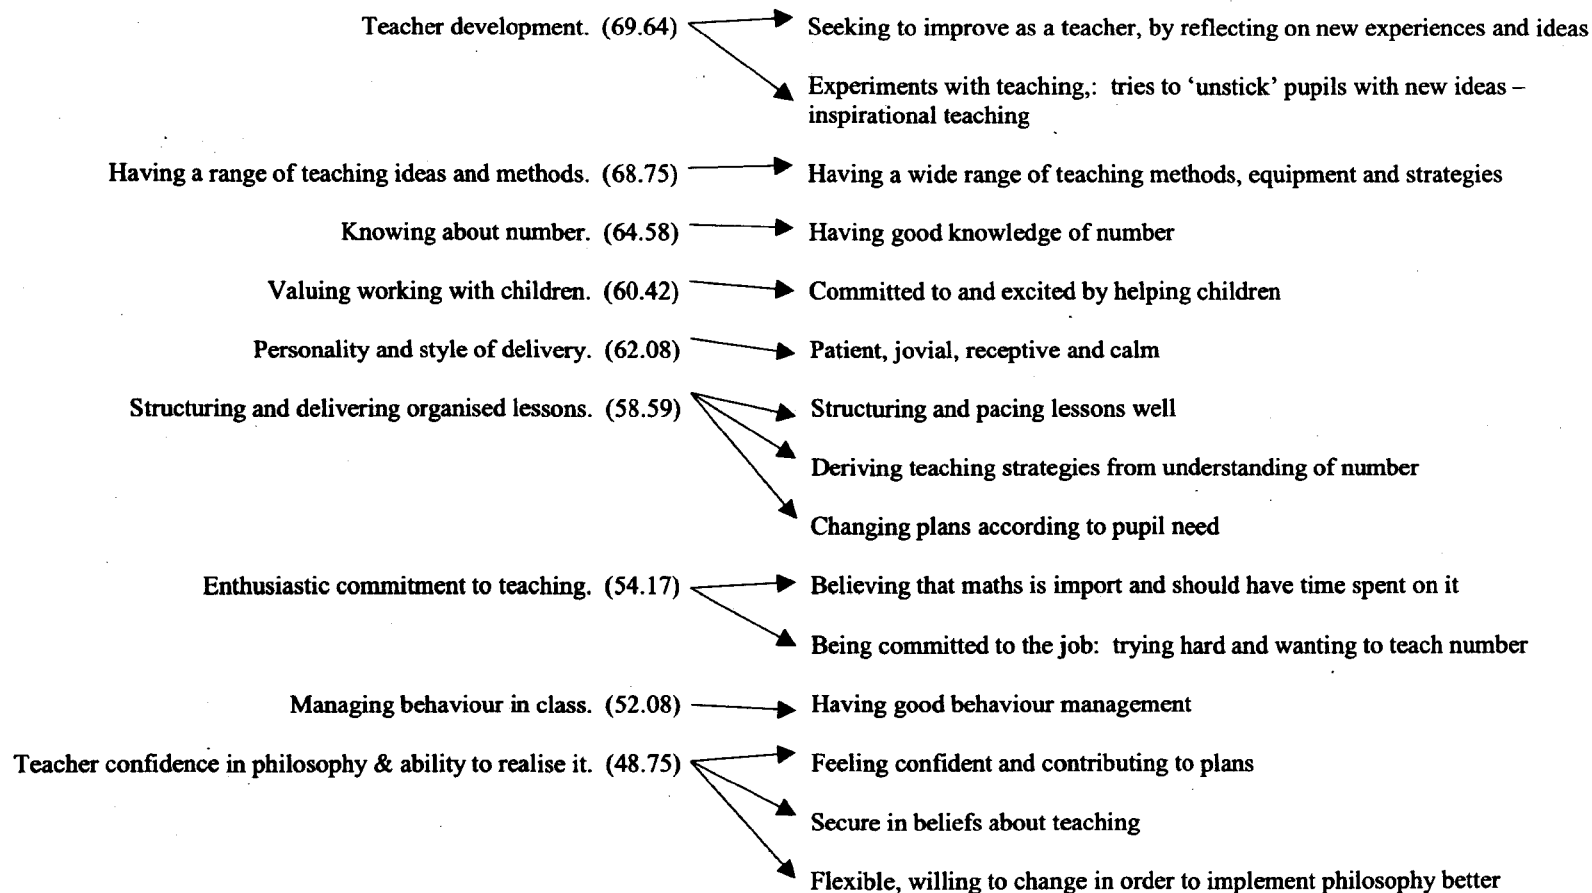 Teacher development. (69.64)
Seeking to improve as a teacher, by reflecting on new experiences and ideas
Experiments with teaching,: tries to ‘unstick’ pupils with new ideas –
inspirational teaching
Having a range of teaching ideas and methods. (68.75)
Having a wide range of teaching methods, equipment and strategies
Knowing about number. (64.58)
Having good knowledge of number
Valuing working with children. (60.42)
Committed to and excited by helping children
Personality and style of delivery. (62.08)
Patient, jovial, receptive and calm
Structuring and delivering organised lessons. (58.59)
Structuring and pacing lessons well
Deriving teaching strategies from understanding of number
Changing plans according to pupil need
Enthusiastic commitment to teaching. (54.17)
Believing that maths is import and should have time spent on it
Being committed to the job: trying hard and wanting to teach number
Managing behaviour in class. (52.08)
Having good behaviour management
Teacher confidence in philosophy & ability to realise it. (48.75)
Feeling confident and contributing to plans
Secure in beliefs about teaching
Flexible, willing to change in order to implement philosophy better